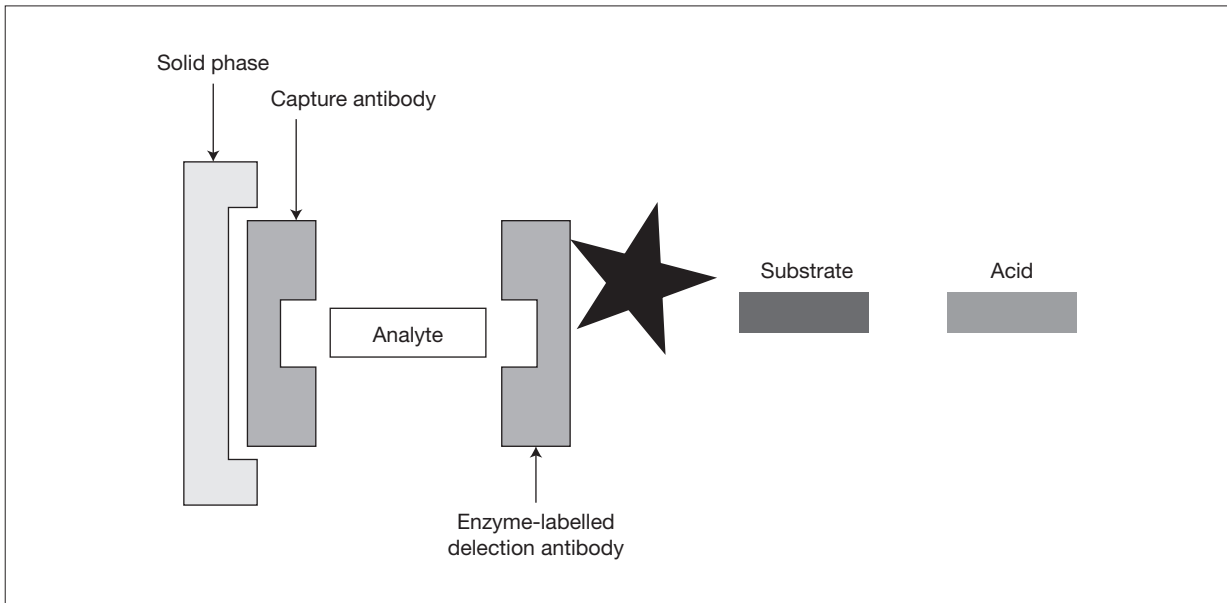 Solid phase
Capture antibody
Substrate
Acid
Analyte
Enzyme-labelled
delection antibody